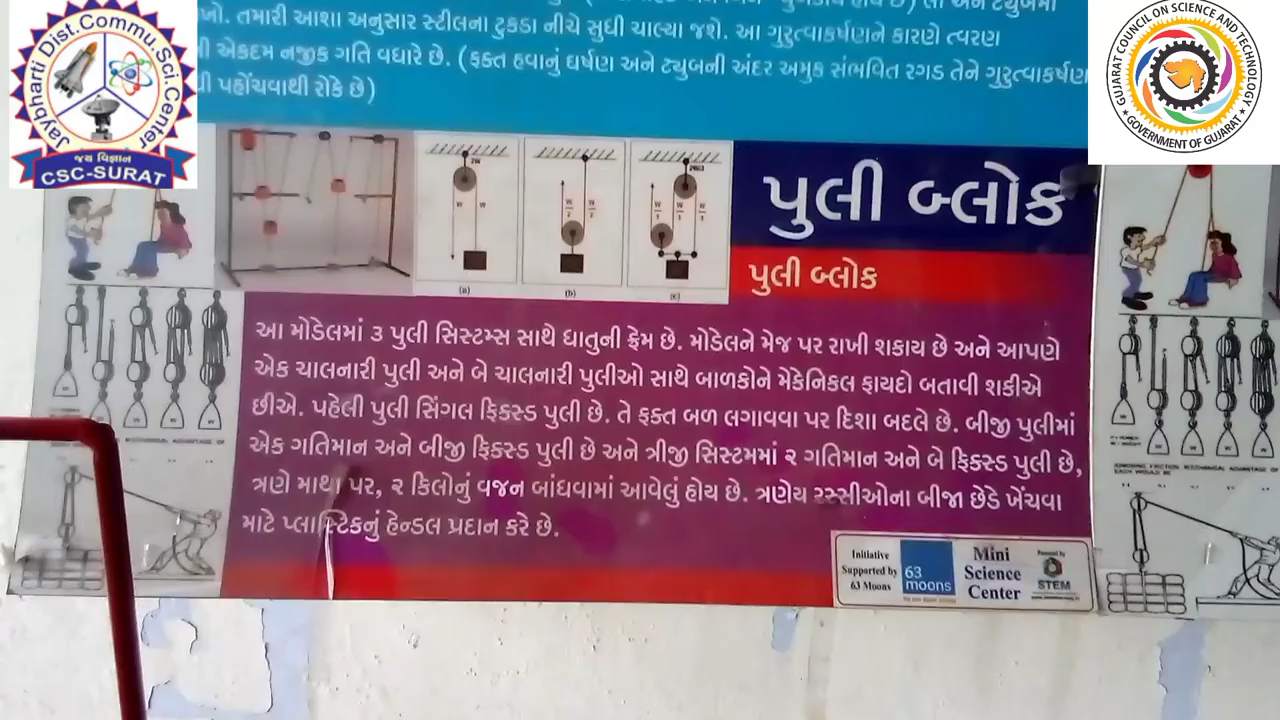 ખો. તમારી આશા અનુસાર સ્ટીલના ટુકડા નીચે સુધી ચાલ્યા જશે. આ ગુરુત્વાકર્ષણને કારણે ત્વરણ
ી એકદમ નજીક ગતિ વધારે છે. (ફક્ત હવાનું ઘર્ષણ અને ટ્યુબની અંદર અમુક સંભવિત રગડ તેને ગુરુત્વાકર્ષણ
ી પહોંચવાથી રોકે છે)
Jaybharti Dist.Commu.Sci.Center
જય વિજ્ઞાન
CSC-SURAT
GUJARAT COUNCIL ON SCIENCE AND TECHNOLOGY
GOVERNMENT OF GUJARAT
(a)
(b)
(c)
પુલી બ્લોક
પુલી બ્લોક
આ મોડેલમાં ૩ પુલી સિસ્ટમ્સ સાથે ધાતુની ફ્રેમ છે. મોડેલને મેજ પર રાખી શકાય છે અને આપણે
એક ચાલનારી પુલી અને બે ચાલનારી પુલીઓ સાથે બાળકોને મેકેનિકલ ફાયદો બતાવી શકીએ
છીએ. પહેલી પુલી સિંગલ ફિકસ્ડ પુલી છે. તે ફક્ત બળ લગાવવા પર દિશા બદલે છે. બીજી પુલીમાં
એક ગતિમાન અને બીજી ફિકસ્ડ પુલી છે અને ત્રીજી સિસ્ટમમાં ૨ ગતિમાન અને બે ફિકસ્ડ પુલી છે,
ત્રણે માથા પર, ૨ કિલોનું વજન બાંધવામાં આવેલું હોય છે. ત્રણેય રસ્સીઓના બીજા છેડે ખેંચવા
માટે પ્લાસ્ટિકનું હેન્ડલ પ્રદાન કરે છે.
Initiative
Supported by
63 Moons
63
moons
Mini
Science
Center
Powered by
STEM